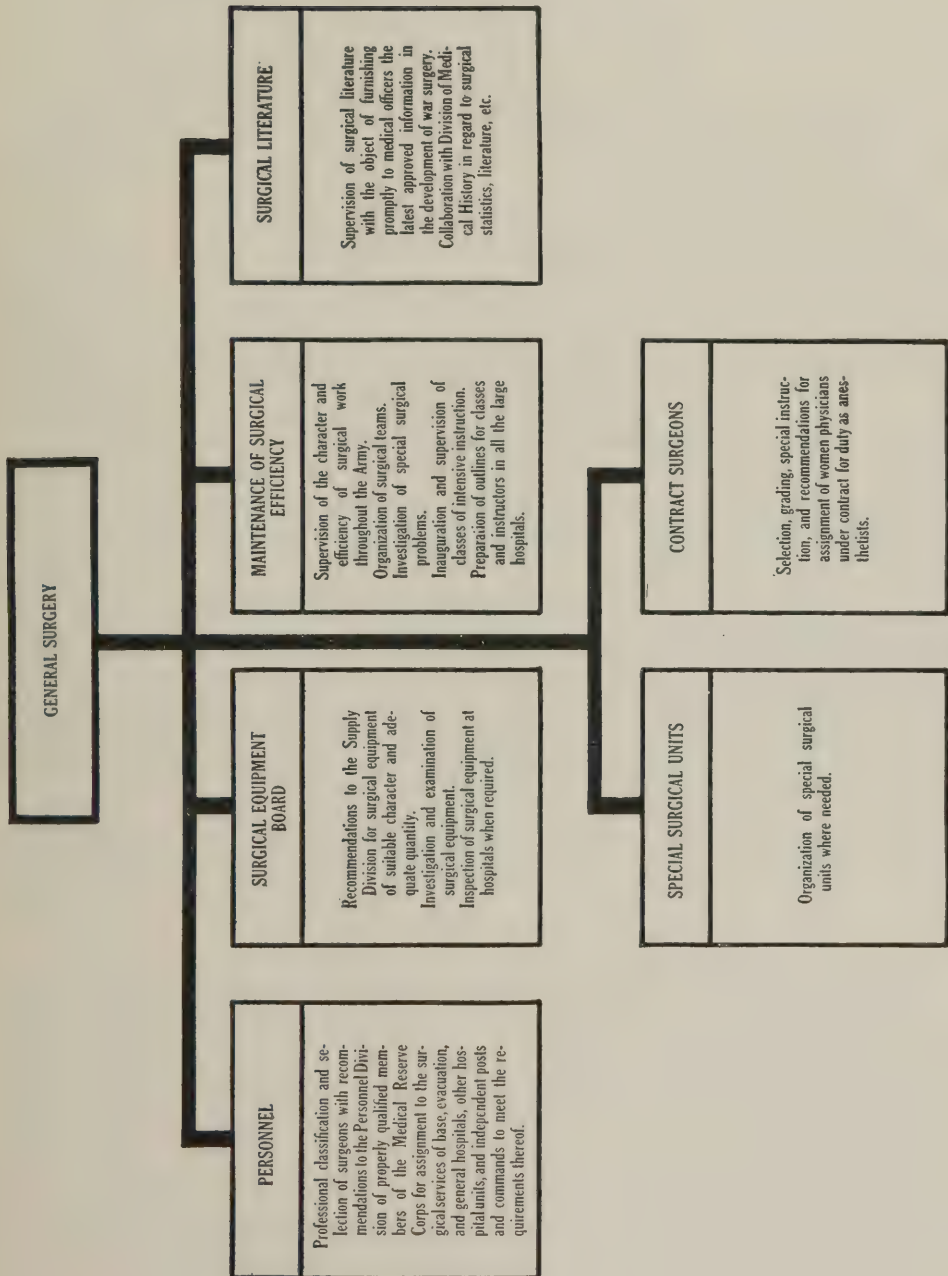 GENERAL SURGERY
PERSONNEL
Professional classification and se-
lection of surgeons with recom-
mendations to the Personnel Divi-
sion of properly qualified mem-
bers of the Medical Reserve
Corps for assignment to the sur-
gical services of base, evacuation,
and general hospitals, other hos-
pital units, and independent posts
and commands to meet the re-
quirements thereof.
SURGICAL EQUIPMENT
BOARD
Recommendations to the Supply
Division for surgical equipment
of suitable character and ade-
quate quantity.
Investigation and examination of
surgical equipment.
Inspection of surgical equipment at
hospitals when required.
MAINTENANCE OF SURGICAL
EFFICIENCY
Supervision of the character and
efficiency of surgical work
throughout the Army.
Organization of surgical teams.
Investigation of special surgical
problems.
Inauguration and supervision of
classes of intensive instruction.
Preparation of outlines for classes
and instructors in all the large
hospitals.
SURGICAL LITERATURE
Supervision of surgical literature
with the object of furnishing
promptly to medical officers the
latest approved information in
the development of war surgery.
Collaboration with Division of Medi-
cal History in regard to surgical
statistics, literature, etc.
SPECIAL SURGICAL UNITS
Organization of special surgical
units where needed.
CONTRACT SURGEONS
Selection, grading, special instruc-
tion, and recommendations for
assignment of women physicians
under contract for duty as anes-
thetists.